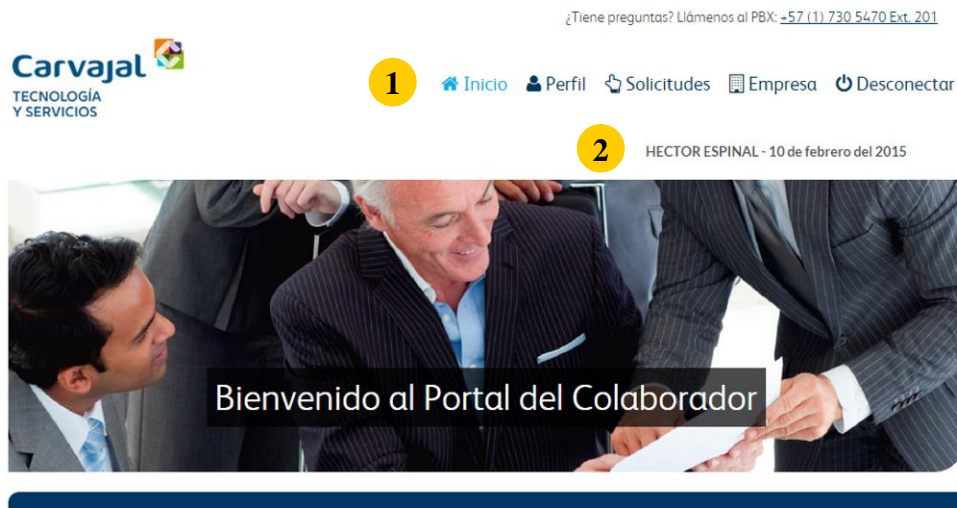 ¿Tiene preguntas? Llámenos al PBX: +57 (1) 730 5470 Ext. 201
Carvajal
TECNOLOGÍA
Y SERVICIOS
1 Inicio Perfil Solicitudes Empresa Desconectar
2 HECTOR ESPINAL - 10 de febrero del 2015
Bienvenido al Portal del Colaborador